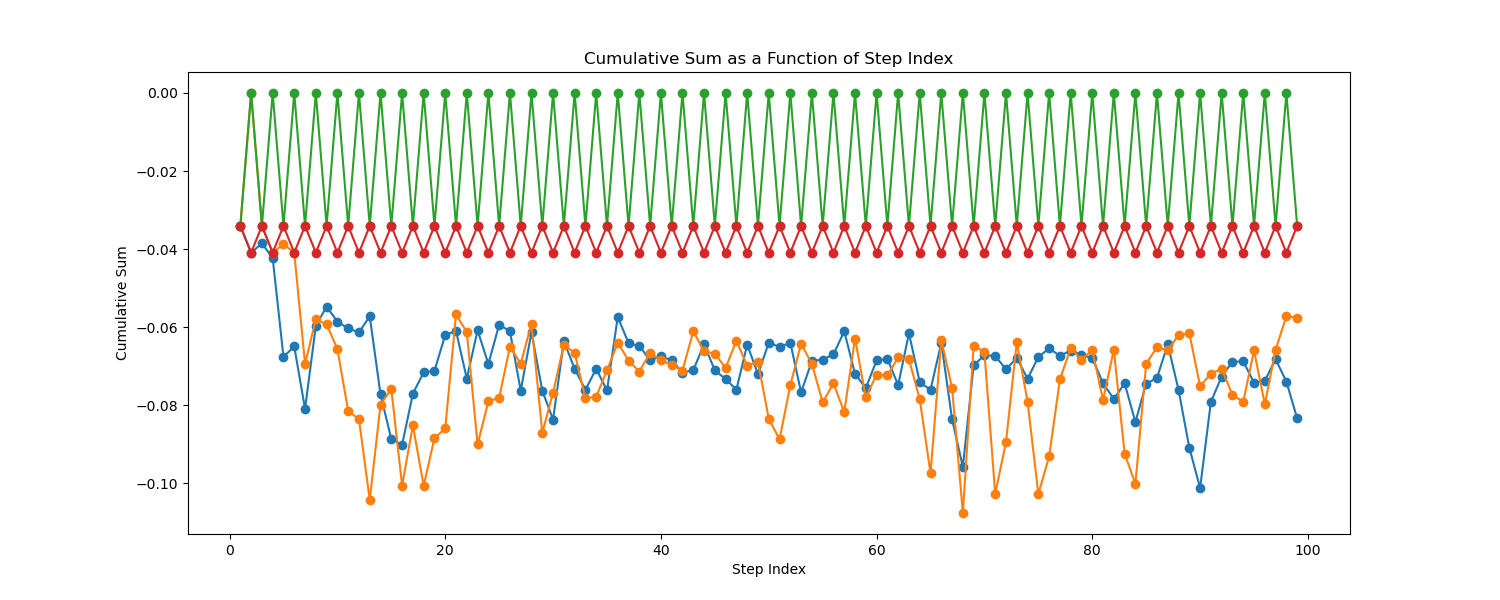 Cumulative Sum as a Function of Step Index
0.00
−0.02
−0.04
−0.06
−0.08
−0.10
Cumulative Sum
0 20 40 60 80 100
Step Index